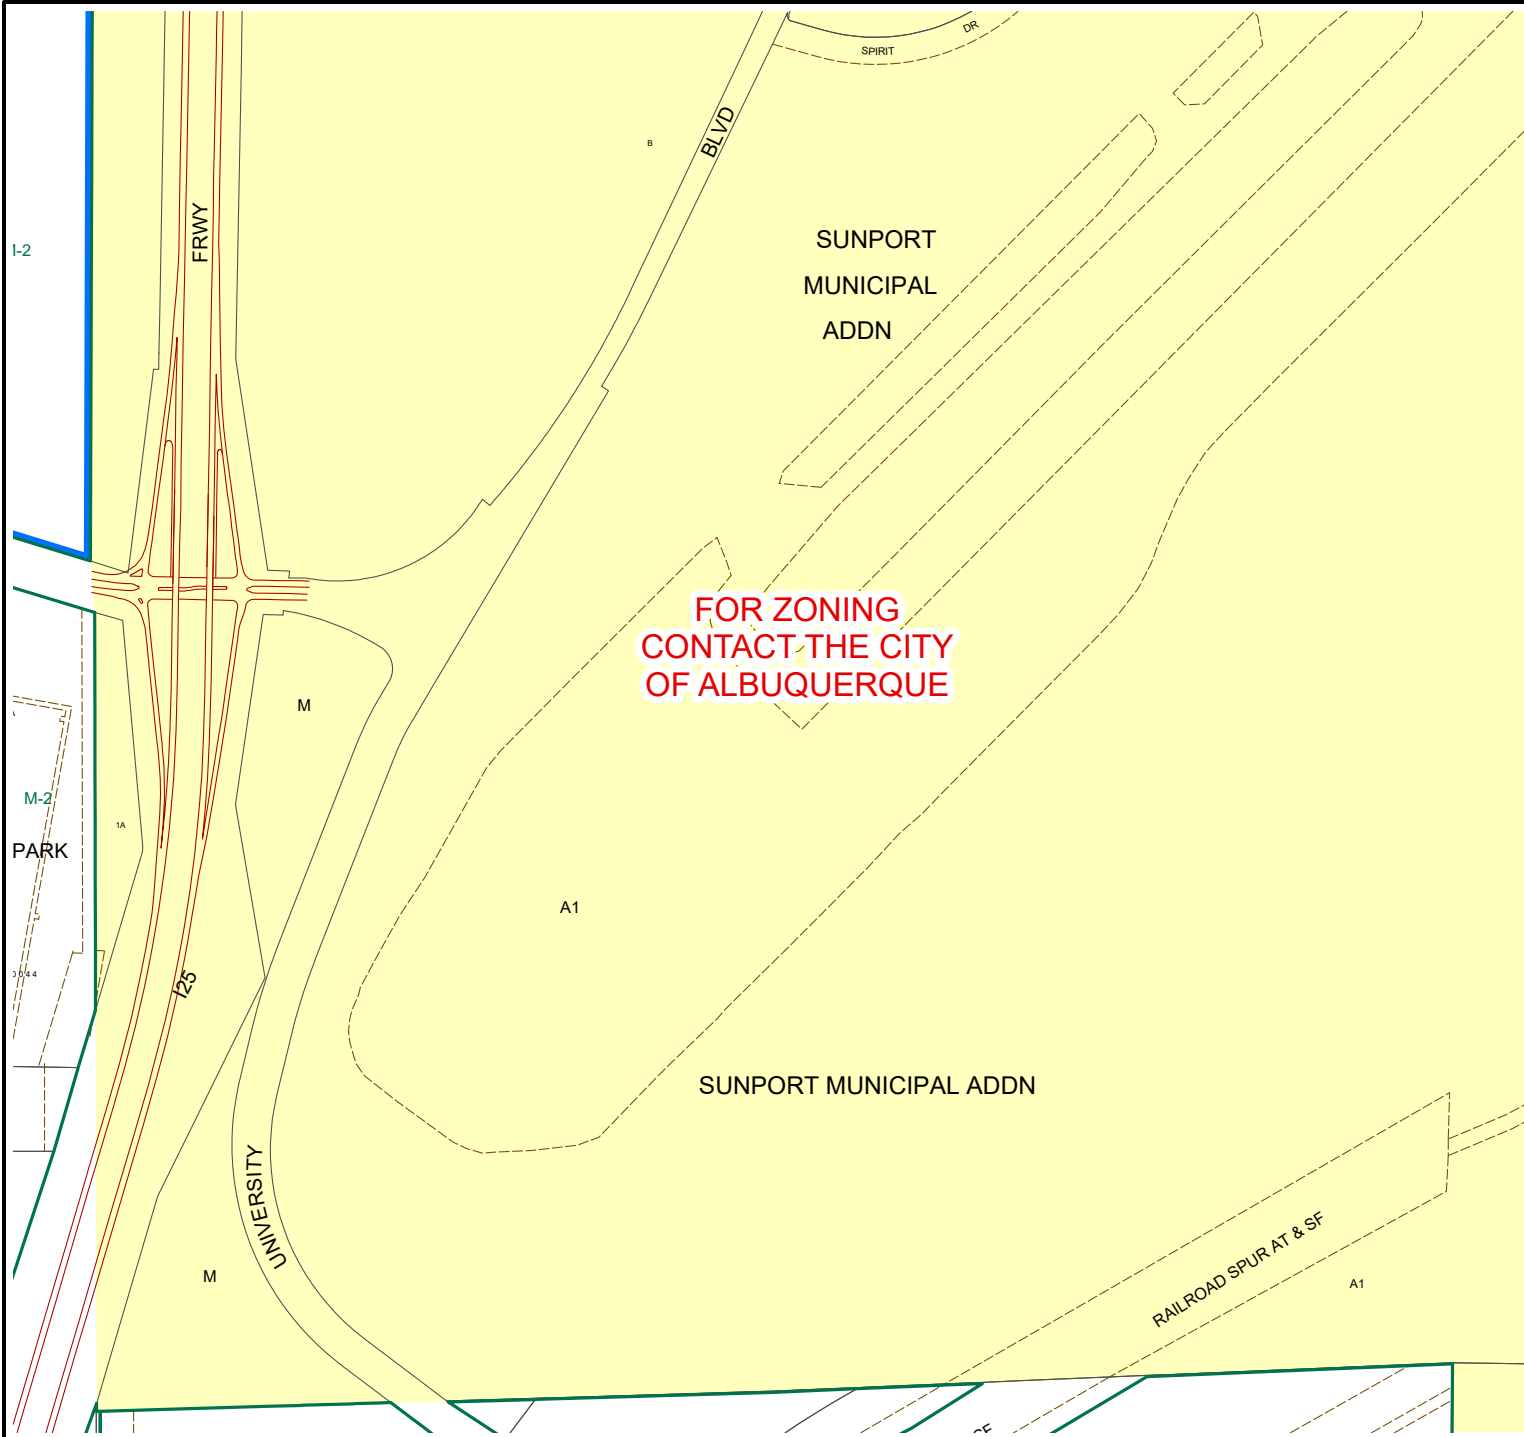 SPIRIT
DR
BLVD
B
FRWY
SUNPORT
MUNICIPAL
ADDN
FOR ZONING
CONTACT THE CITY
OF ALBUQUERQUE
M
M-2
1A
PARK
A1
I25
SUNPORT MUNICIPAL ADDN
UNIVERSITY
RAILROAD SPUR AT & SF
M
A1